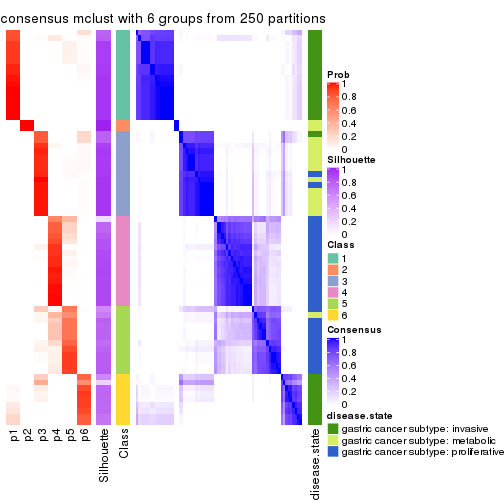 consensus mclust with 6 groups from 250 partitions
Prob
1
0.8
0.6
0.4
0.2
0
Silhouette
1
0.8
0.6
0.4
0.2
0
Class
1
2
3
4
5
6
Consensus
1
0.8
0.6
0.4
0.2
0
disease.state
gastric cancer subtype: invasive
gastric cancer subtype: metabolic
gastric cancer subtype: proliferative
p1
p2
p3
p4
p5
p6
Silhouette
Class
disease.state